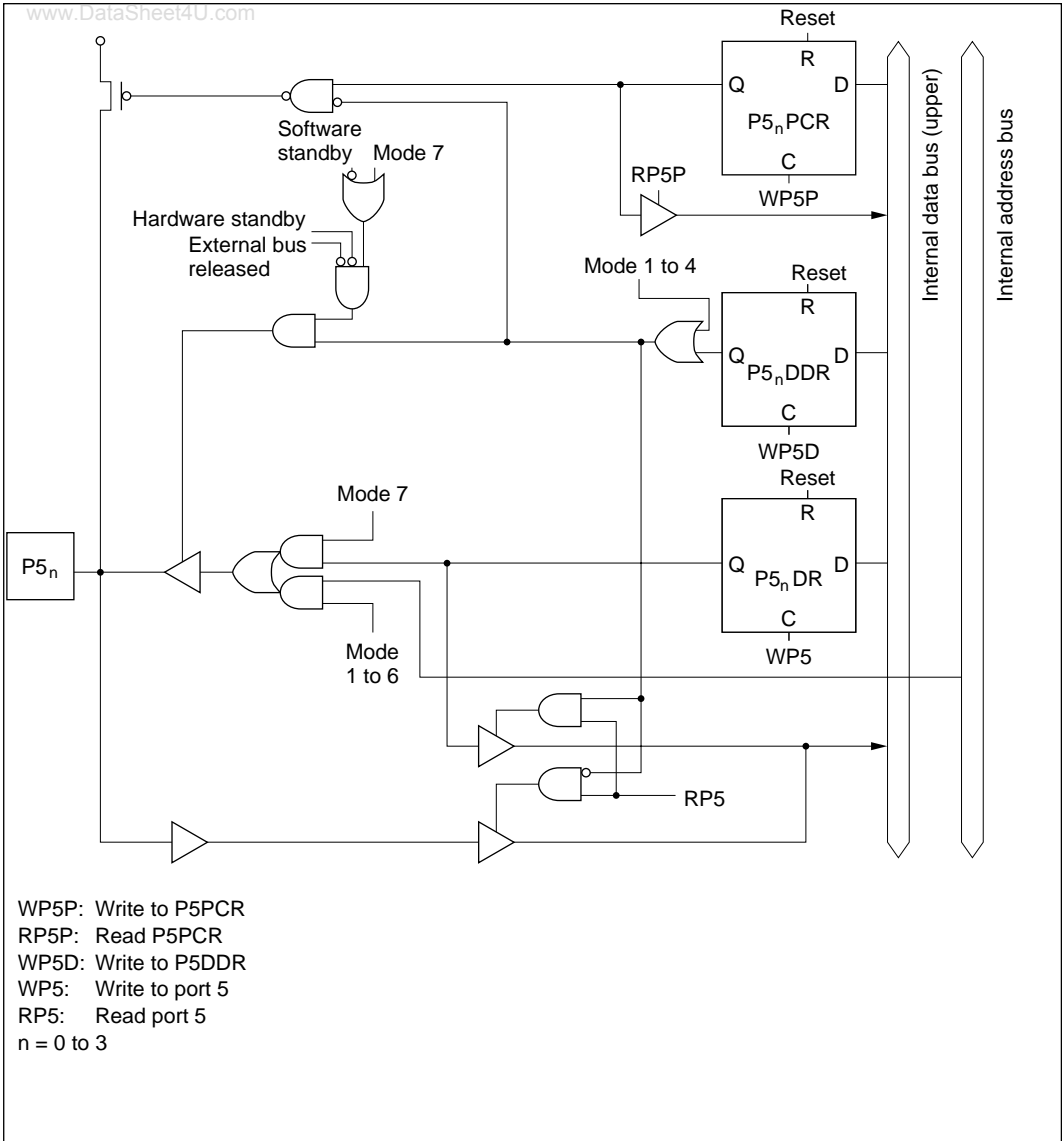 www.DataSheet4U.com
Reset
R
Q
D
P5nPCR
C
WP5P
RP5P
Internal data bus (upper)
Internal address bus
Software
standby
Mode 7
Hardware standby
External bus
released
Mode 1 to 4
Reset
R
Q
D
P5nDDR
C
WP5D
Reset
R
Q
D
P5n DR
C
WP5
Mode 7
P5n
Mode
1 to 6
RP5
WP5P: Write to P5PCR
RP5P: Read P5PCR
WP5D: Write to P5DDR
WP5: Write to port 5
RP5: Read port 5
n = 0 to 3